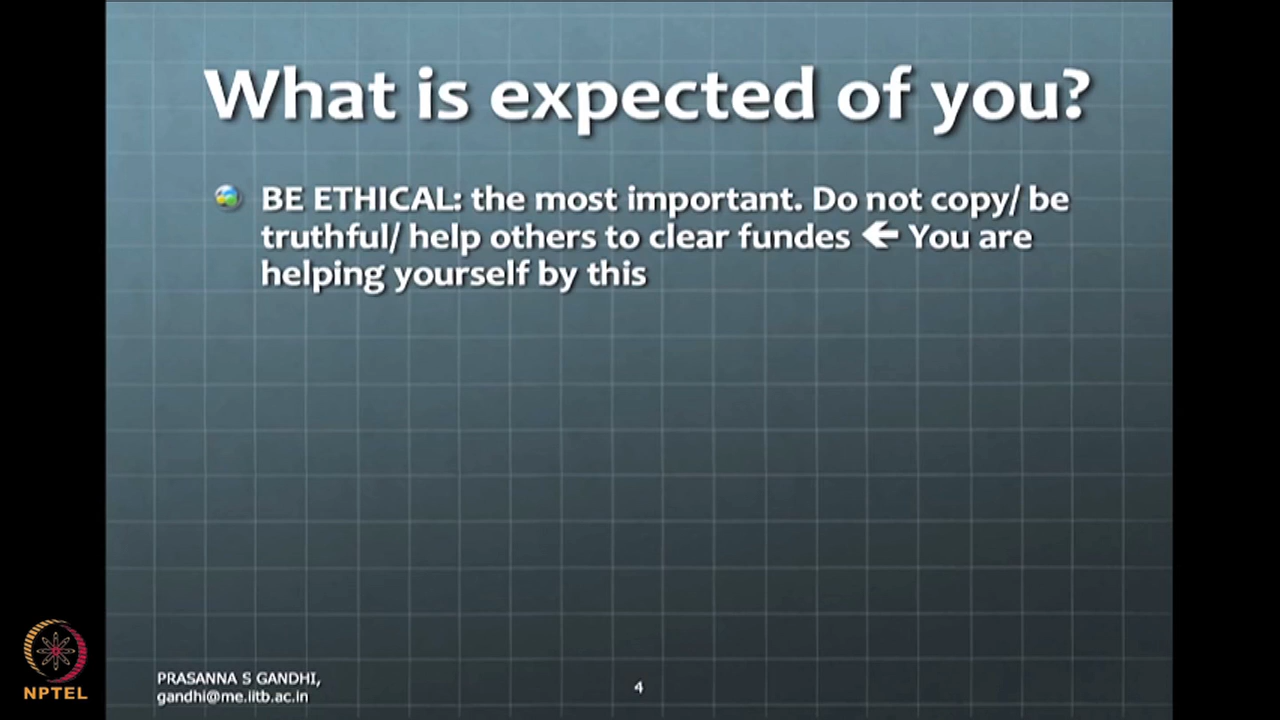 What is expected of you?
BE ETHICAL: the most important. Do not copy/ be
truthful/ help others to clear fundes ← You are
helping yourself by this
PRASANNA S GANDHI,
gandhi@me.iitb.ac.in
4
NPTEL